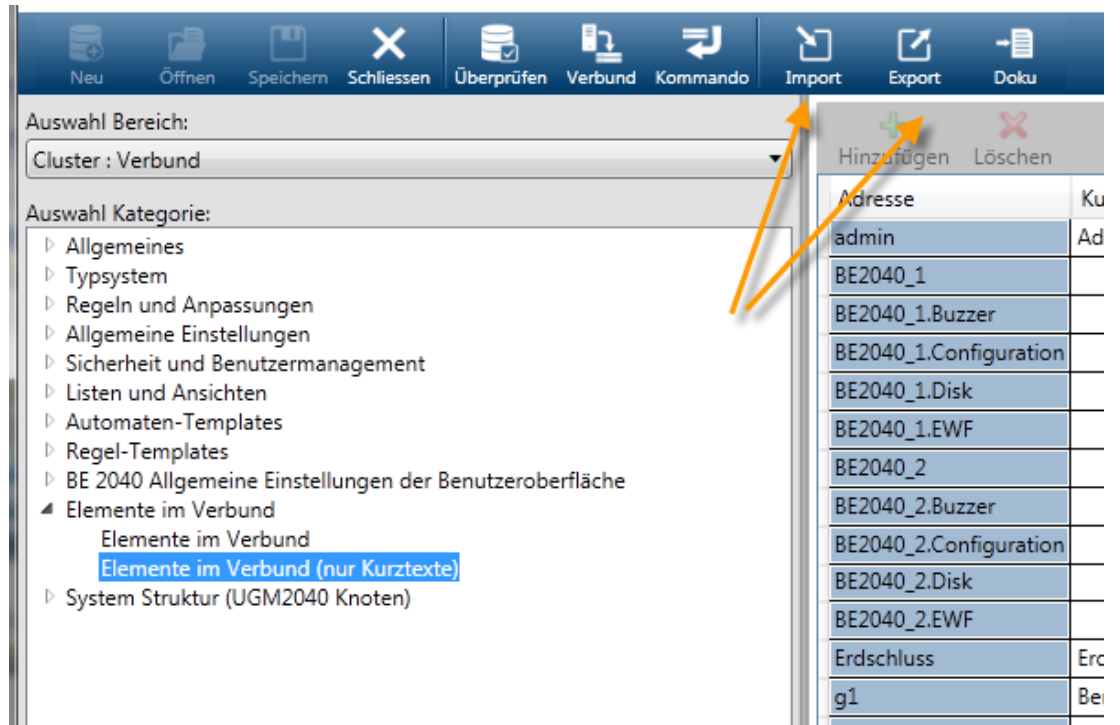 Neu Öffnen Speichern Schliessen Überprüfen Verbund Kommando Import Export Doku
Auswahl Bereich:
Cluster : Verbund
Auswahl Kategorie:
Allgemeines
Typsystem
Regeln und Anpassungen
Allgemeine Einstellungen
Sicherheit und Benutzermanagement
Listen und Ansichten
Automaten-Templates
Regel-Templates
BE 2040 Allgemeine Einstellungen der Benutzeroberfläche
Elemente im Verbund
Elemente im Verbund
Elemente im Verbund (nur Kurztexte)
System Struktur (UGM2040 Knoten)
Hinzufügen Löschen
Adresse Ku
admin Ad
BE2040_1
BE2040_1.Buzzer
BE2040_1.Configuration
BE2040_1.Disk
BE2040_1.EWF
BE2040_2
BE2040_2.Buzzer
BE2040_2.Configuration
BE2040_2.Disk
BE2040_2.EWF
Erdschluss Erd
g1 Ber